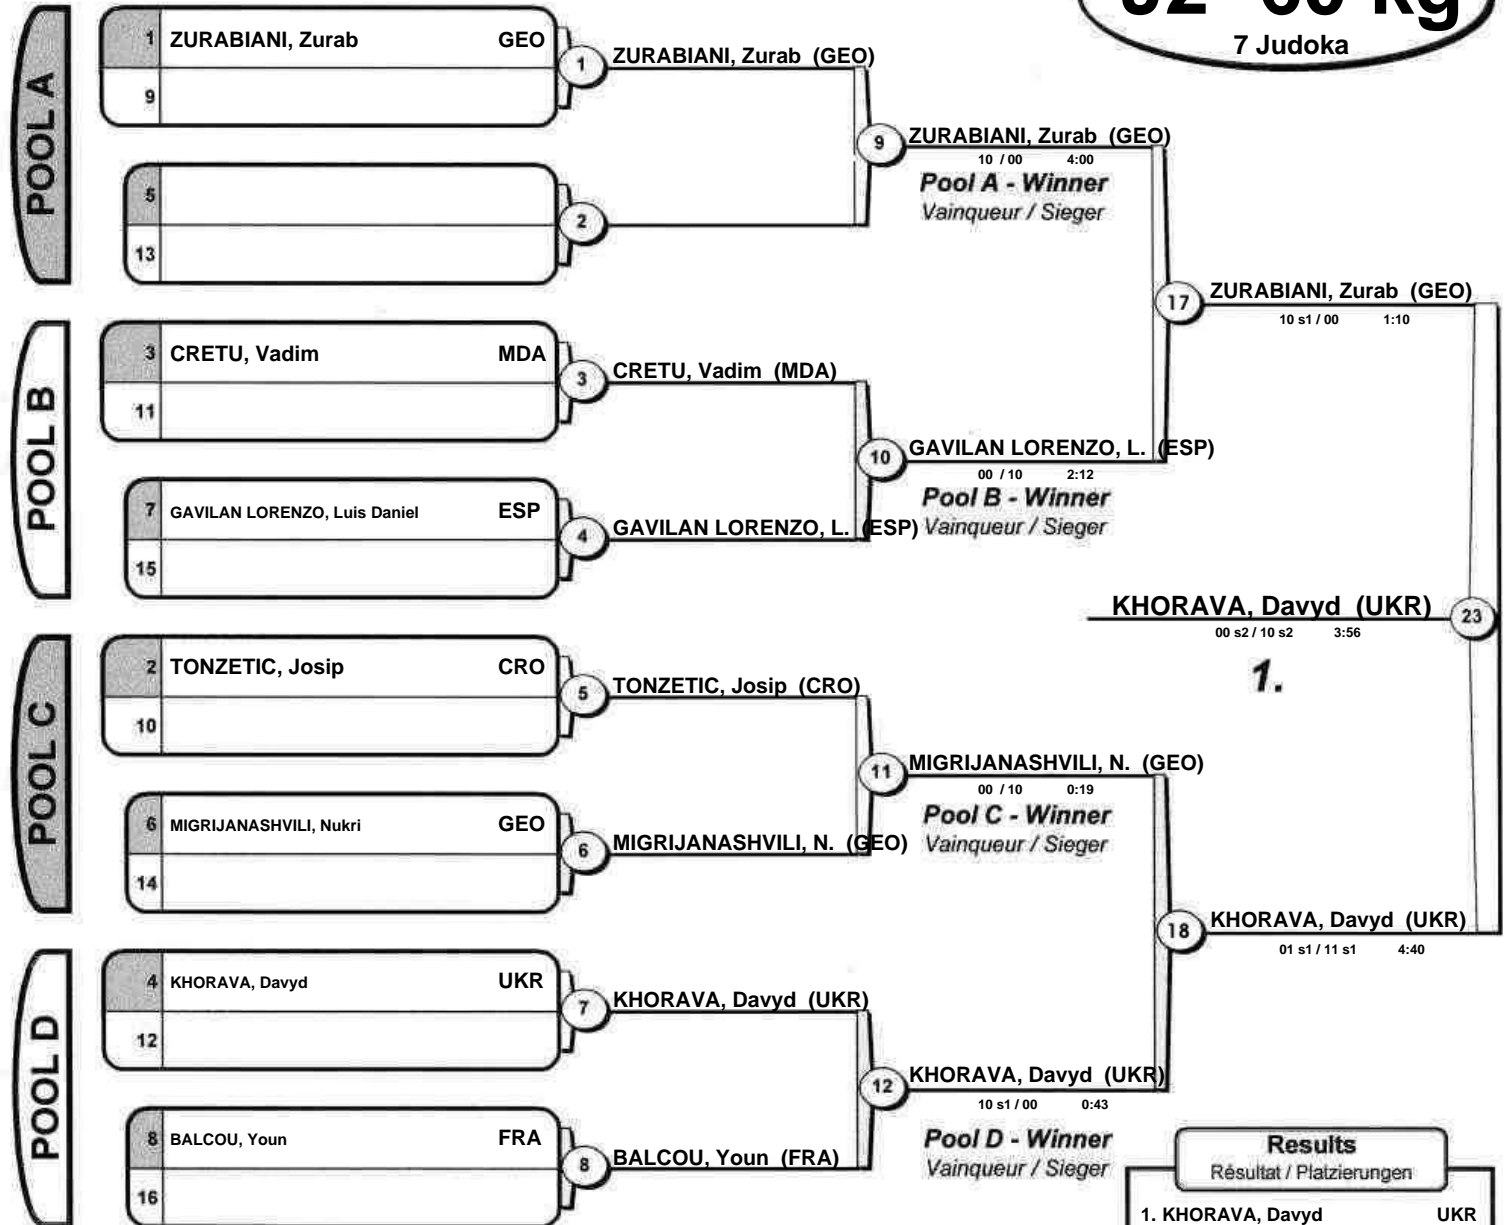 J2 -60 kg
7 Judoka
POOL A
1 ZURABIANI, Zurab GEO
9
5
13
1 ZURABIANI, Zurab (GEO)
2
9 ZURABIANI, Zurab (GEO)
10 / 00 4:00
Pool A - Winner
Vainqueur / Sieger
POOL B
3 CRETU, Vadim MDA
11
7 GAVILAN LORENZO, Luis Daniel ESP
15
3 CRETU, Vadim (MDA)
4 GAVILAN LORENZO, L. (ESP)
10 GAVILAN LORENZO, L. (ESP)
00 / 10 2:12
Pool B - Winner
Vainqueur / Sieger
17 ZURABIANI, Zurab (GEO)
10 s1 / 00 1:10
KHORAVA, Davyd (UKR) 23
00 s2 / 10 s2 3:56
1.
POOL C
2 TONZETIC, Josip CRO
10
6 MIGRIJANASHVILI, Nukri GEO
14
5 TONZETIC, Josip (CRO)
6 MIGRIJANASHVILI, N. (GEO)
11 MIGRIJANASHVILI, N. (GEO)
00 / 10 0:19
Pool C - Winner
Vainqueur / Sieger
18 KHORAVA, Davyd (UKR)
01 s1 / 11 s1 4:40
POOL D
4 KHORAVA, Davyd UKR
12
8 BALCOU, Youn FRA
16
7 KHORAVA, Davyd (UKR)
8 BALCOU, Youn (FRA)
12 KHORAVA, Davyd (UKR)
10 s1 / 00 0:43
Pool D - Winner
Vainqueur / Sieger
Results
Résultat / Platzierungen
1. KHORAVA, Davyd UKR